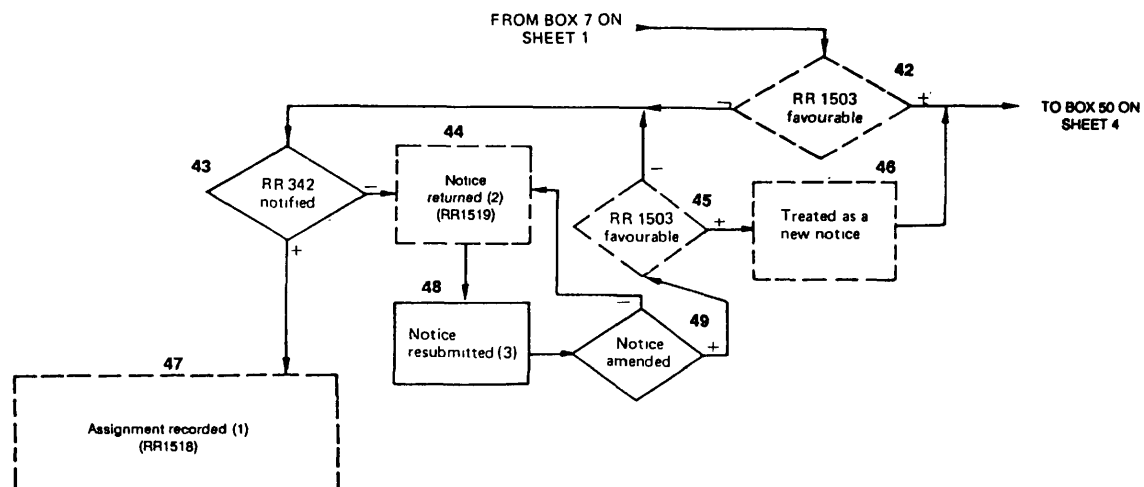 FROM BOX 7 ON
SHEET 1
42
RR 1503
favourable
−
+
TO BOX 50 ON
SHEET 4
43
RR 342
notified
−
+
44
Notice
returned (2)
(RR1519)
45
RR 1503
favourable
−
+
46
Treated as a
new notice
48
Notice
resubmitted (3)
49
Notice
amended
−
+
47
Assignment recorded (1)
(RR1518)